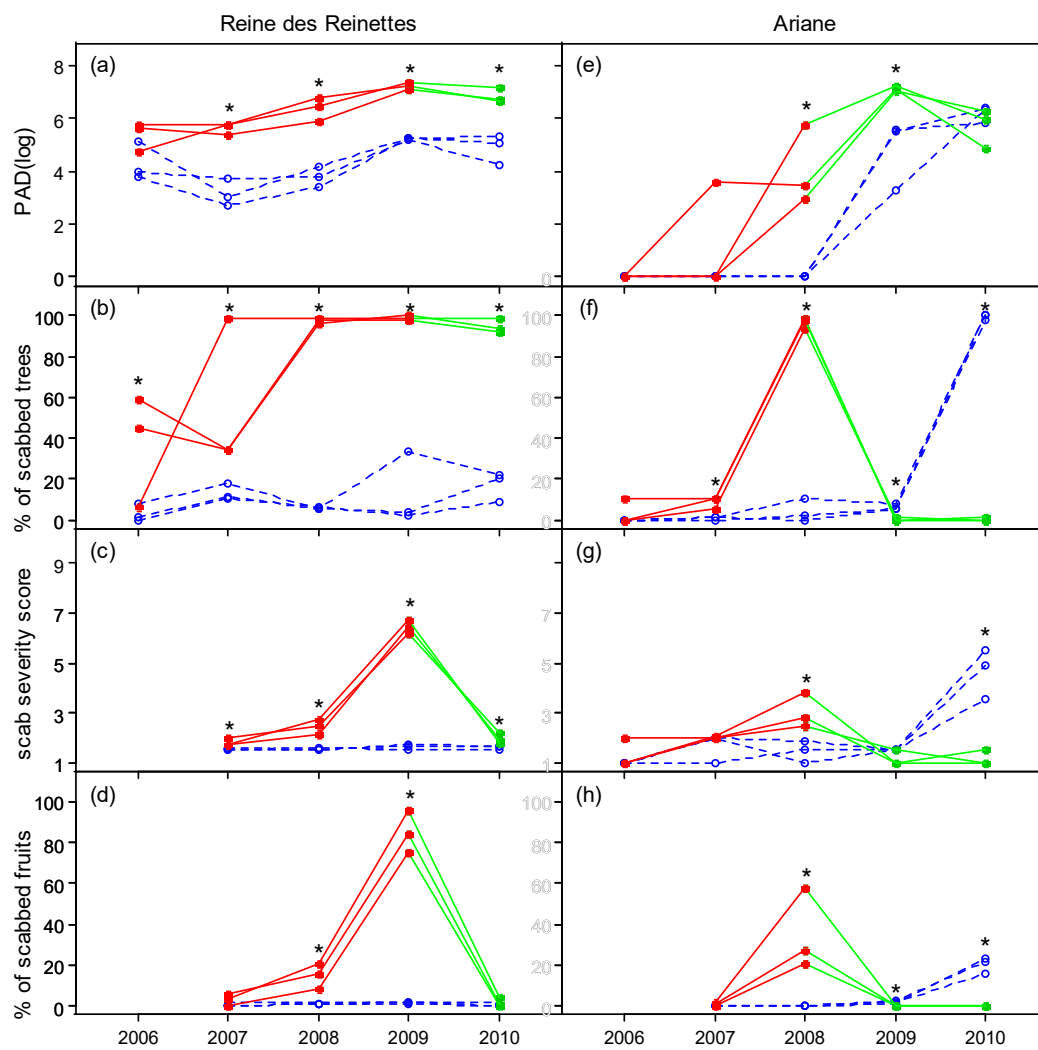 Reine des Reinettes Ariane
(a) (e)
PAD(log)
8
6
4
2
0 0
* * * * * *
(b) (f)
% of scabbed trees
100 100
80 80
60 60
40 40
20 20
0 0
* * * * * * * * *
(c) (g)
scab severity score
9 9
7 7
5 5
3 3
1 1
* * * * * *
(d) (h)
% of scabbed fruits
100 100
80 80
60 60
40 40
20 20
0 0
* * * * *
2006 2007 2008 2009 2010 2006 2007 2008 2009 2010